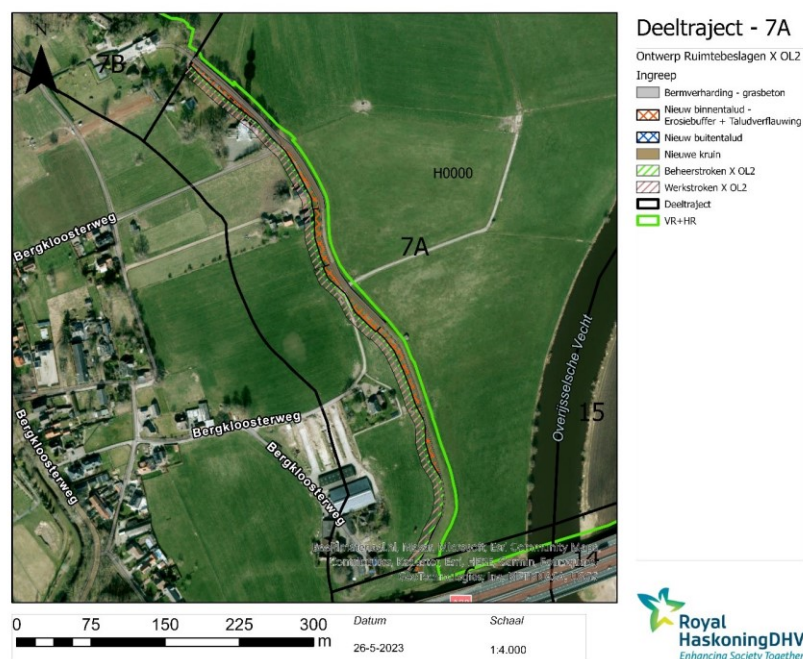 Deeltraject - 7A
Ontwerp Ruimtebeslagen X OL2
Ingreep
Bermverharding - grasbeton
Nieuw binnentalud -
Erosiebuffer + Taludverflauwing
Nieuw buitentalud
Nieuwe kruin
Beheerstroken X OL2
Werkstroken X OL2
Deeltraject
VR+HR
N
7B
H0000
7A
Bergkloosterweg
Overijsselsche Vecht
15
Bergkloosterweg
Bergkloosterweg
Bergkloosterweg
0 75 150 225 300
m
Datum
Schaal
26-5-2023
1:4.000
Royal
HaskoningDHV
Enhancing Society Together